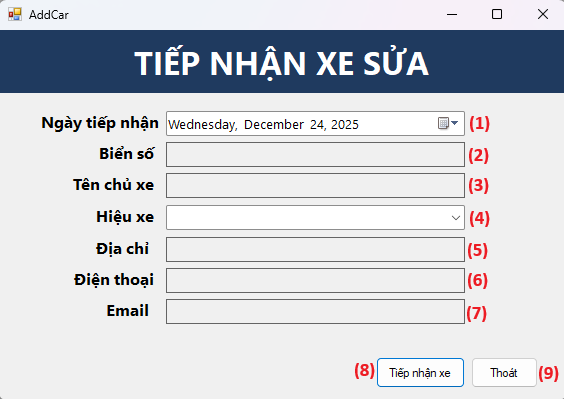 AddCar
TIẾP NHẬN XE SỬA
Ngày tiếp nhận Wednesday, December 24, 2025 (1)
Biển số (2)
Tên chủ xe (3)
Hiệu xe (4)
Địa chỉ (5)
Điện thoại (6)
Email (7)
(8) Tiếp nhận xe Thoát (9)